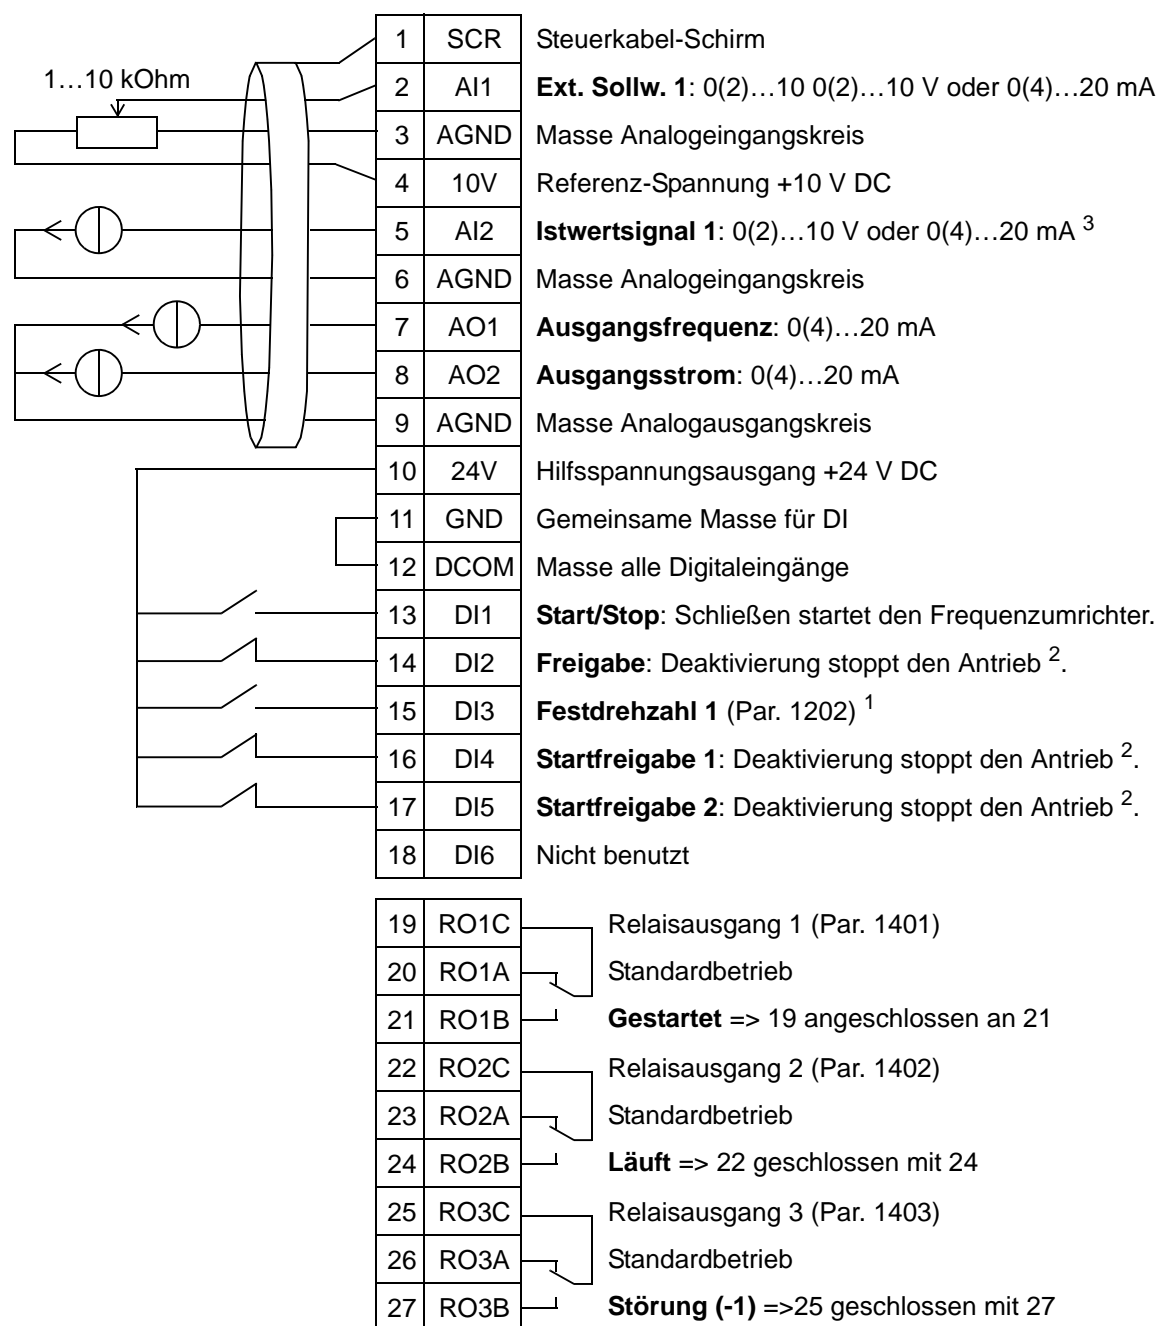 1 SCR Steuerkabel-Schirm
1…10 kOhm
2 AI1 Ext. Sollw. 1: 0(2)…10 0(2)…10 V oder 0(4)…20 mA
3 AGND Masse Analogeingangskreis
4 10V Referenz-Spannung +10 V DC
5 AI2 Istwertsignal 1: 0(2)…10 V oder 0(4)…20 mA 3
6 AGND Masse Analogeingangskreis
7 AO1 Ausgangsfrequenz: 0(4)…20 mA
8 AO2 Ausgangsstrom: 0(4)…20 mA
9 AGND Masse Analogausgangskreis
10 24V Hilfsspannungsausgang +24 V DC
11 GND Gemeinsame Masse für DI
12 DCOM Masse alle Digitaleingänge
13 DI1 Start/Stop: Schließen startet den Frequenzumrichter.
14 DI2 Freigabe: Deaktivierung stoppt den Antrieb 2.
15 DI3 Festdrehzahl 1 (Par. 1202) 1
16 DI4 Startfreigabe 1: Deaktivierung stoppt den Antrieb 2.
17 DI5 Startfreigabe 2: Deaktivierung stoppt den Antrieb 2.
18 DI6 Nicht benutzt
19 RO1C Relaisausgang 1 (Par. 1401)
20 RO1A Standardbetrieb
21 RO1B Gestartet => 19 angeschlossen an 21
22 RO2C Relaisausgang 2 (Par. 1402)
23 RO2A Standardbetrieb
24 RO2B Läuft => 22 geschlossen mit 24
25 RO3C Relaisausgang 3 (Par. 1403)
26 RO3A Standardbetrieb
27 RO3B Störung (-1) =>25 geschlossen mit 27